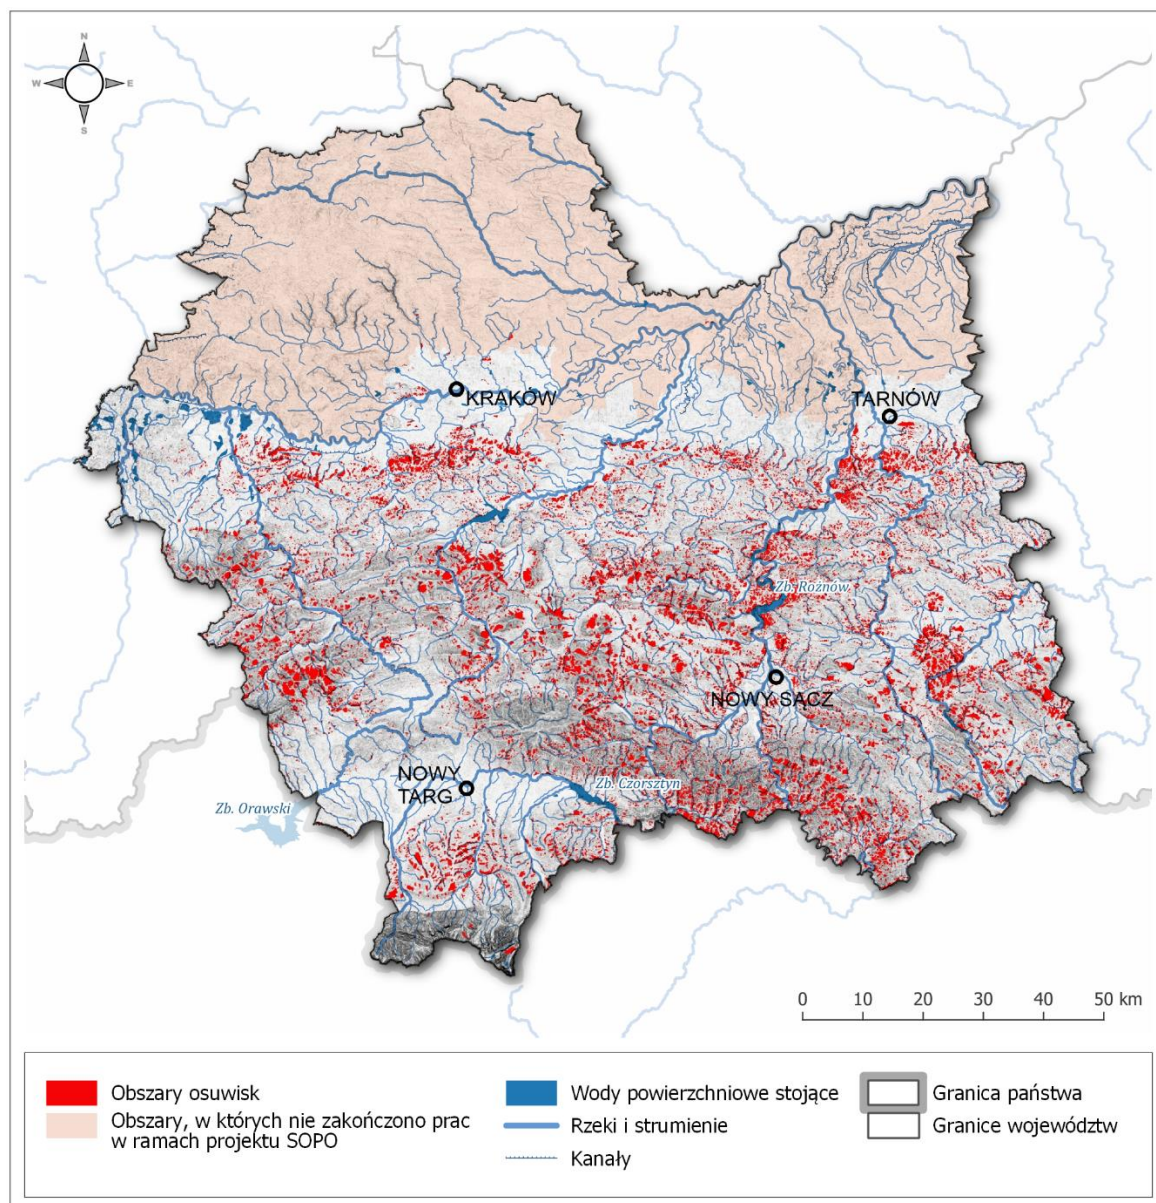 N
W E
S
KRAKÓW
TARNÓW
Zb. Rożnów
NOWY SĄCZ
NOWY
TARG
Zb. Czorsztyn
Zb. Orawski
0 10 20 30 40 50 km
Obszary osuwisk
Obszary, w których nie zakończono prac
w ramach projektu SOPO
Wody powierzchniowe stojące
Rzeki i strumienie
Kanały
Granica państwa
Granice województw